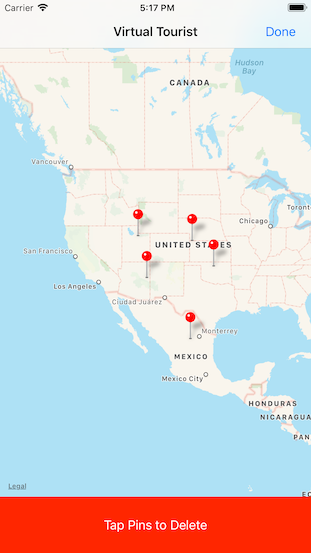 Carrier 5:17 PM
Virtual Tourist Done
Hudson
Bay
CANADA
Vancouver
Toronto
Chicago
UNITED STATES
San Francisco
Los Angeles
Ciudad Juárez
Monterrey
MEXICO
Mexico City
HONDURAS
NICARAGUA
PAN
EC
Legal
Tap Pins to Delete